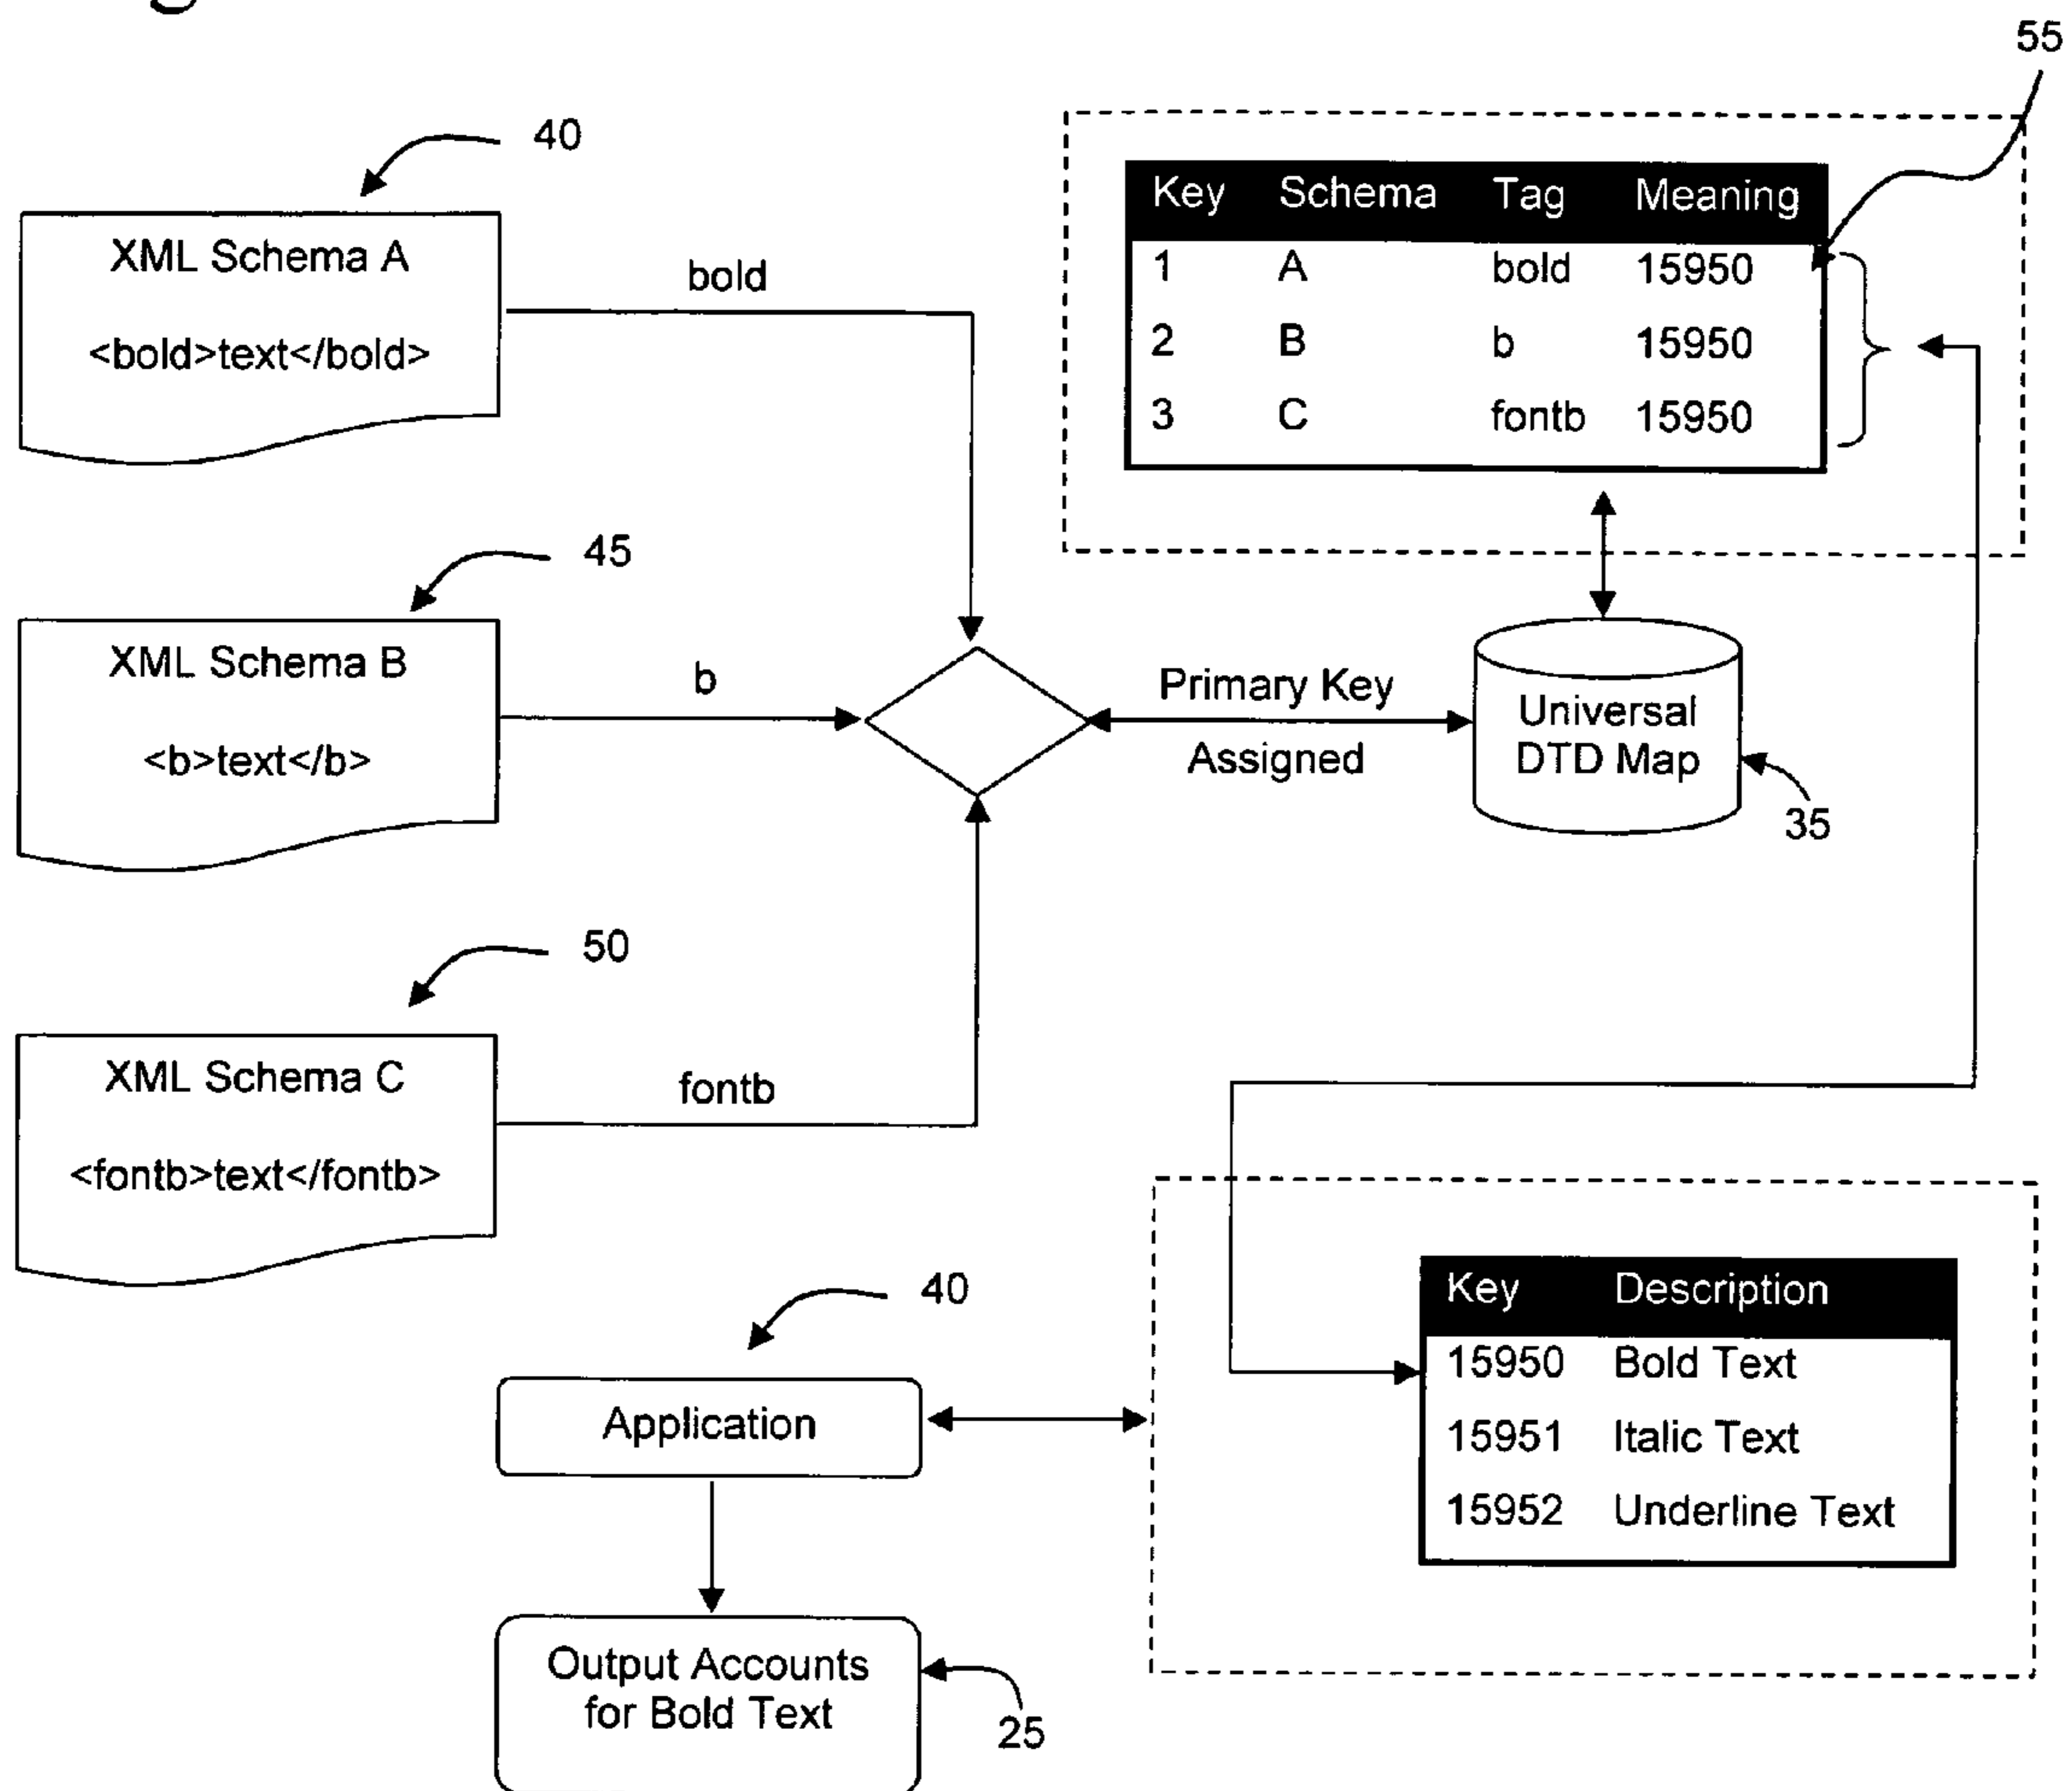 55
40
XML Schema A
<bold>text</bold>
bold
Key Schema Tag Meaning
1 A bold 15950
2 B b 15950
3 C fontb 15950
45
XML Schema B
<b>text</b>
b
Primary Key
Assigned
Universal
DTD Map
35
50
XML Schema C
<fontb>text</fontb>
fontb
40
Application
Key Description
15950 Bold Text
15951 Italic Text
15952 Underline Text
Output Accounts
for Bold Text
25